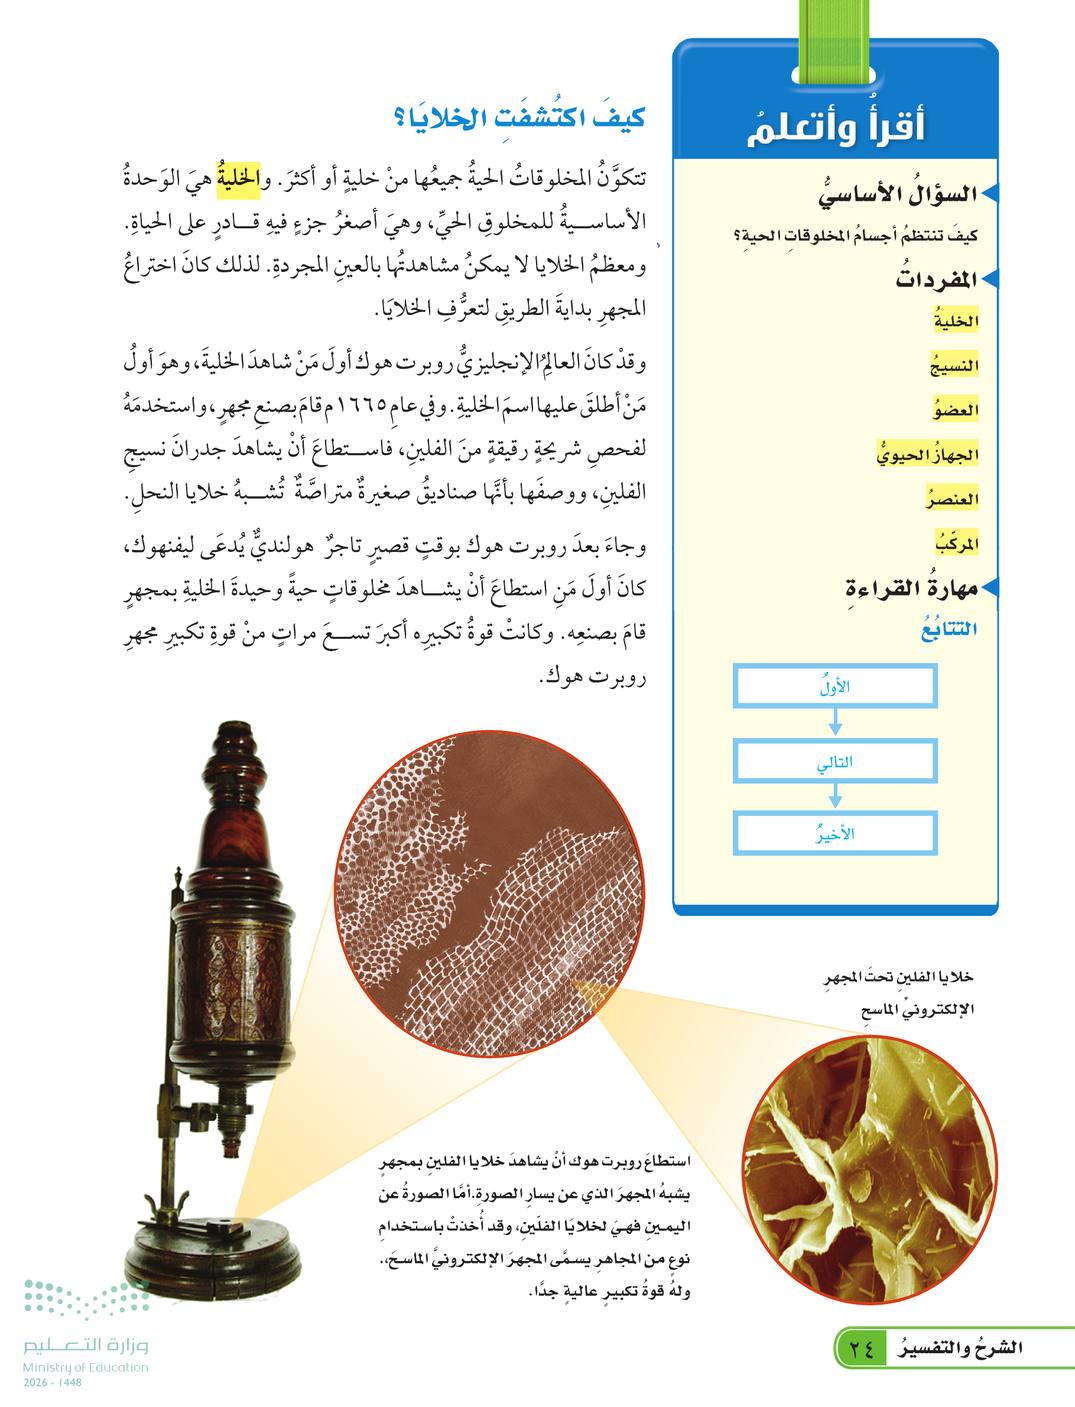 أقرأُ وأتعلمُ
السؤالُ الأساسيُّ
كيفَ تنتظمُ أجسامُ المخلوقاتِ الحيةِ؟
المفرداتُ
الخليةُ
النسيجُ
العضوُ
الجهازُ الحيويُّ
العنصرُ
المركّبُ
مهارةُ القراءةِ
التتابُعُ
الأولُ
التالي
الأخيرُ
كيفَ اكتُشفَتِ الخلايَا؟
تتكوَّنُ المخلوقاتُ الحيةُ جميعُها منْ خليةٍ أو أكثرَ. والخليةُ هيَ الوَحدةُ
الأساسـيةُ للمخلوقِ الحيِّ، وهيَ أصغرُ جزءٍ فيهِ قـادرٍ على الحياةِ.
ومعظمُ الخلايا لا يمكنُ مشاهدتُها بالعينِ المجردةِ. لذلك كانَ اختراعُ
المجهرِ بدايةَ الطريقِ لتعرُّفِ الخلايَا.
وقدْ كانَ العالِمُ الإنجليزيُّ روبرت هوك أولَ مَنْ شاهدَ الخليةَ، وهوَ أولُ
مَنْ أطلقَ عليها اسمَ الخليةِ. وفي عامِ ١٦٦٥م قامَ بصنعِ مجهرٍ، واستخدمَهُ
لفحصِ شريحةٍ رقيقةٍ منَ الفلينِ، فاسـتطاعَ أنْ يشاهدَ جدرانَ نسيجِ
الفلينِ، ووصفَها بأنَّها صناديقُ صغيرةٌ متراصَّةٌ تُشـبهُ خلايا النحلِ.
وجاءَ بعدَ روبرت هوك بوقتٍ قصيرٍ تاجرٌ هولنديٌّ يُدعَى ليفنهوك،
كانَ أولَ مَنِ استطاعَ أنْ يشـاهدَ مخلوقاتٍ حيةً وحيدةَ الخليةِ بمجهرٍ
قامَ بصنعِه. وكانتْ قوةُ تكبيرِه أكبرَ تسـعَ مراتٍ منْ قوةِ تكبيرِ مجهرِ
روبرت هوك.
خلايا الفلينِ تحتَ المجهرِ
الإلكترونيِّ الماسحِ
استطاعَ روبرت هوك أنْ يشاهدَ خلايا الفلينِ بمجهرٍ
يشبهُ المجهرَ الذي عن يسارِ الصورةِ.أمَّا الصورةُ عن
اليمينِ فهيَ لخلايَا الفلّينِ، وقد أُخذتْ باستخدامِ
نوعٍ من المجاهرِ يسمَّى المجهرَ الإلكترونيَّ الماسحَ،.
ولهُ قوةُ تكبيرٍ عاليةٍ جدًّا.
الشرحُ والتفسيرُ ٢٤
وزارة التعـليم
Ministry of Education
2026 - 1448